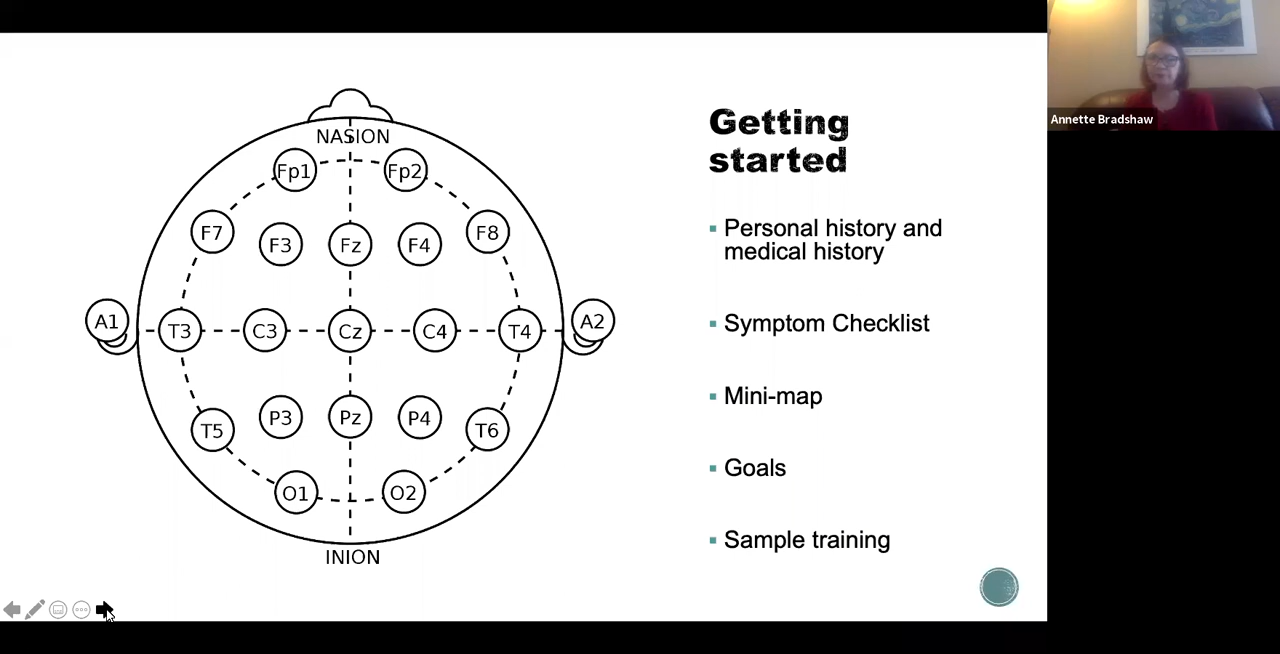 NASION
Fp1
Fp2
F7
F3
Fz
F4
F8
A1
T3
C3
Cz
C4
T4
A2
T5
P3
Pz
P4
T6
O1
O2
INION
Getting
started
Personal history and
medical history
Symptom Checklist
Mini-map
Goals
Sample training
Annette Bradshaw